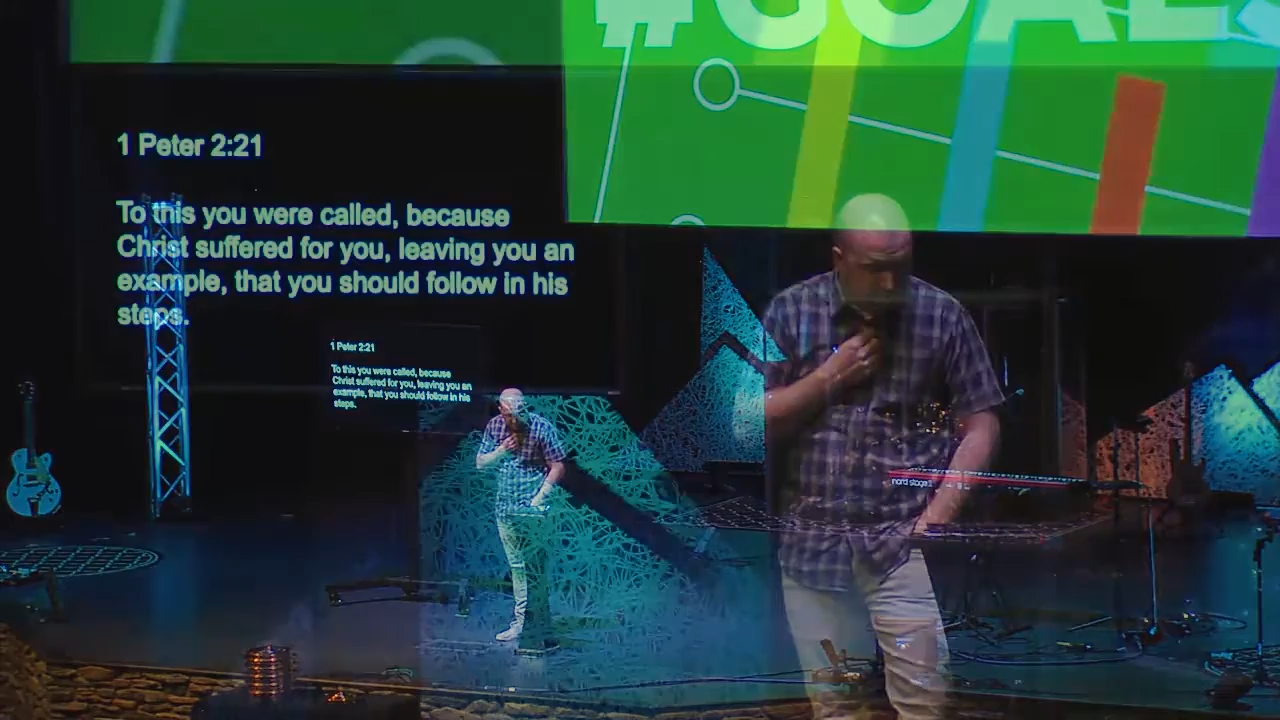 #GOALS
1 Peter 2:21
To this you were called, because
Christ suffered for you, leaving you an
example, that you should follow in his
steps.
1 Peter 2:21
To this you were called, because
Christ suffered for you, leaving you an
example, that you should follow in his
steps.
nord stage